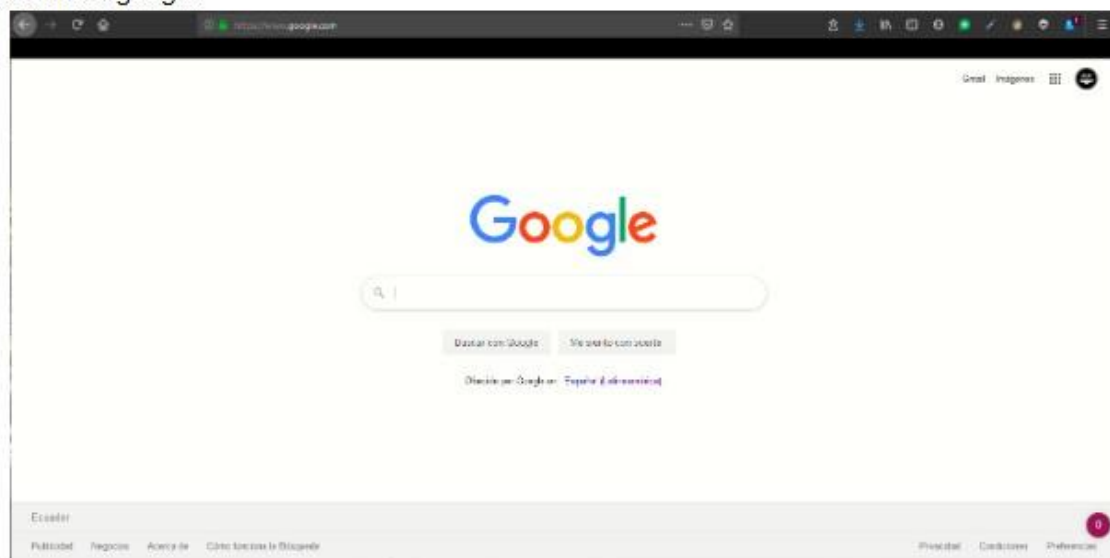 https://www.google.com
Gmail Imágenes
Google
Buscar con Google Me siento con suerte
Ofrecido por Google en Español (Latinoamérica)
Ecuador
0
Publicidad Negocios Acerca de Cómo funciona la Búsqueda
Privacidad Condiciones Preferencias